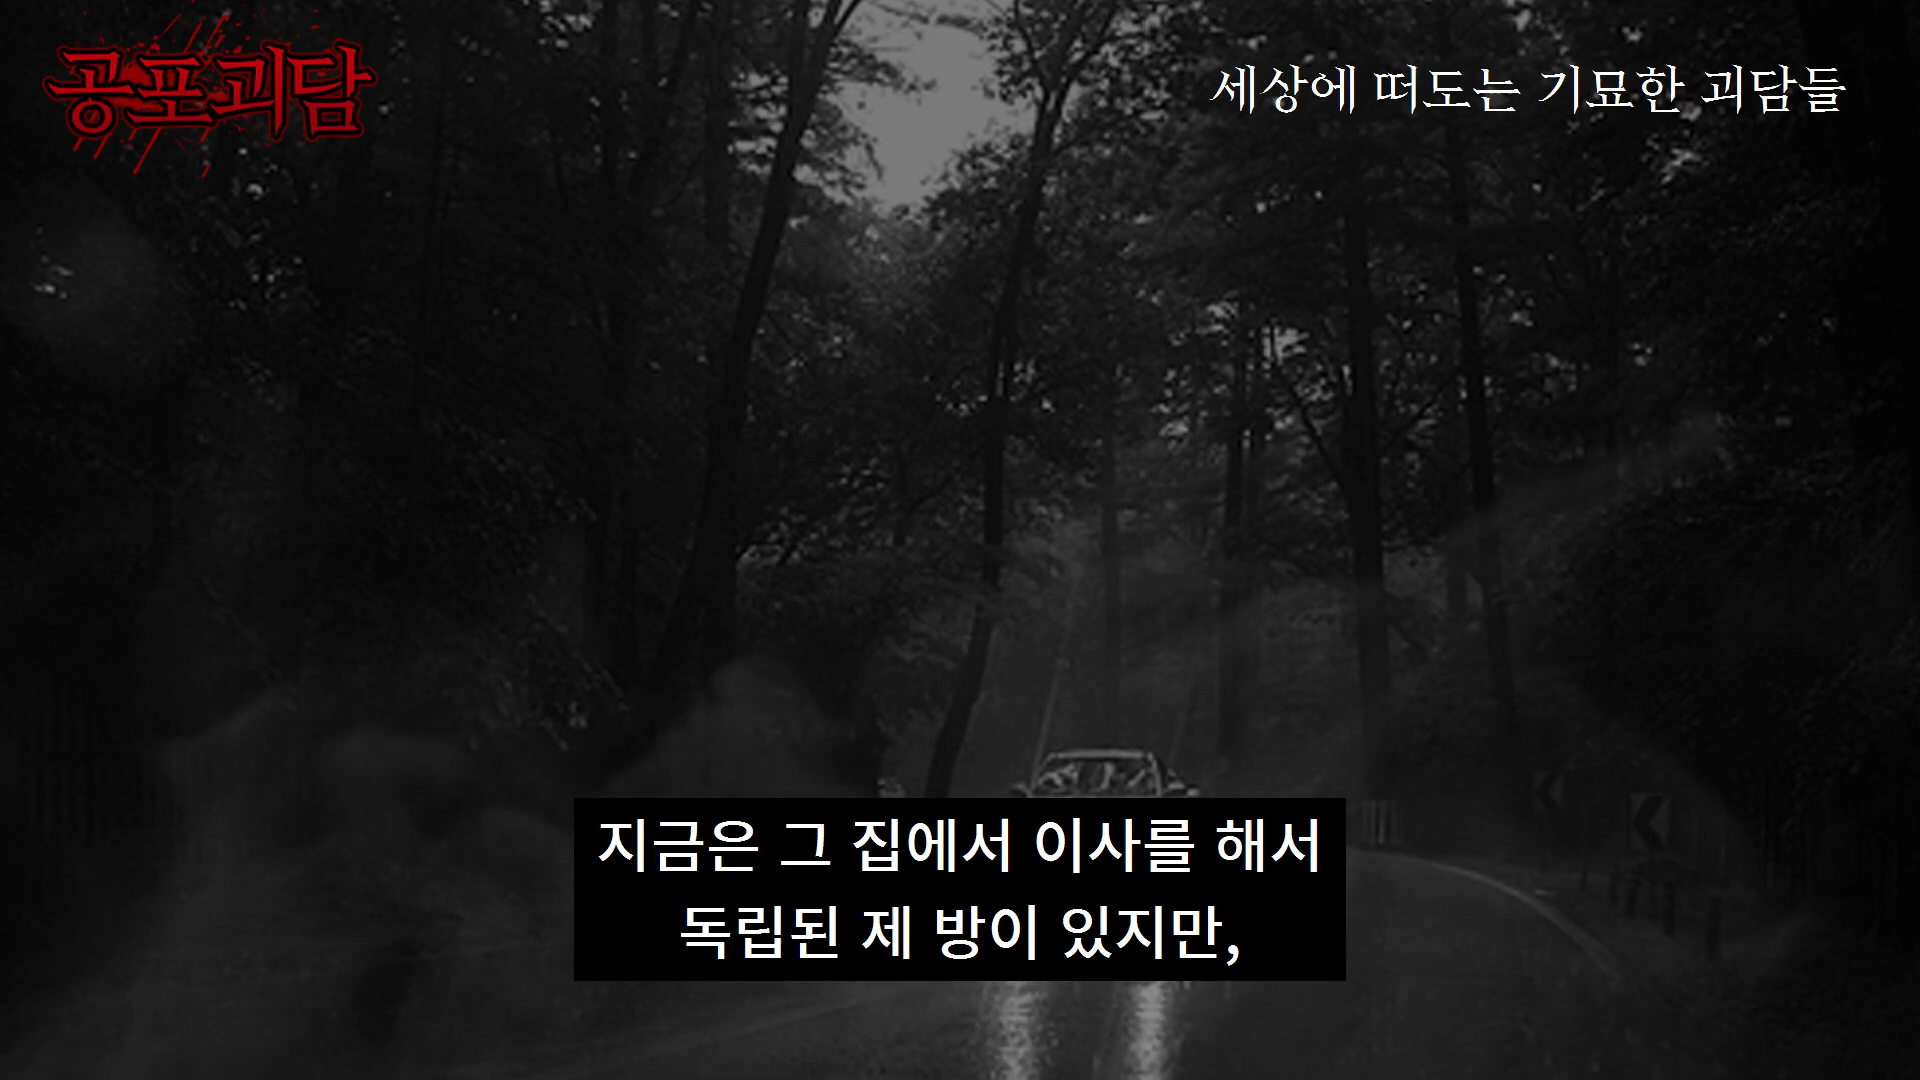 공포괴담
세상에 떠도는 기묘한 괴담들
지금은 그 집에서 이사를 해서
독립된 제 방이 있지만,